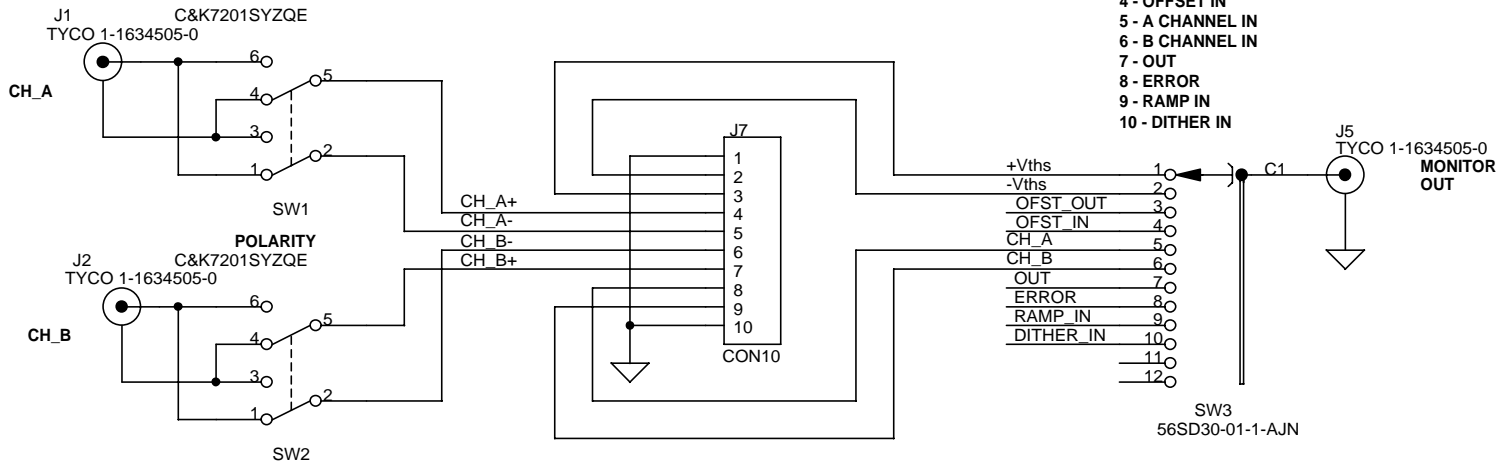 J1
TYCO 1-1634505-0
C&K7201SYZQE
CH_A
6
5
4
3
2
1
SW1
POLARITY
C&K7201SYZQE
J2
TYCO 1-1634505-0
CH_B
6
5
4
3
2
1
SW2
CH_A+
CH_A-
CH_B-
CH_B+
J7
1
2
3
4
5
6
7
8
9
10
CON10
4 - OFFSET IN
5 - A CHANNEL IN
6 - B CHANNEL IN
7 - OUT
8 - ERROR
9 - RAMP IN
10 - DITHER IN
+Vths 1
-Vths 2
OFST_OUT 3
OFST_IN 4
CH_A 5
CH_B 6
OUT 7
ERROR 8
RAMP_IN 9
DITHER_IN 10
11
12
C1
SW3
56SD30-01-1-AJN
J5
TYCO 1-1634505-0
MONITOR
OUT